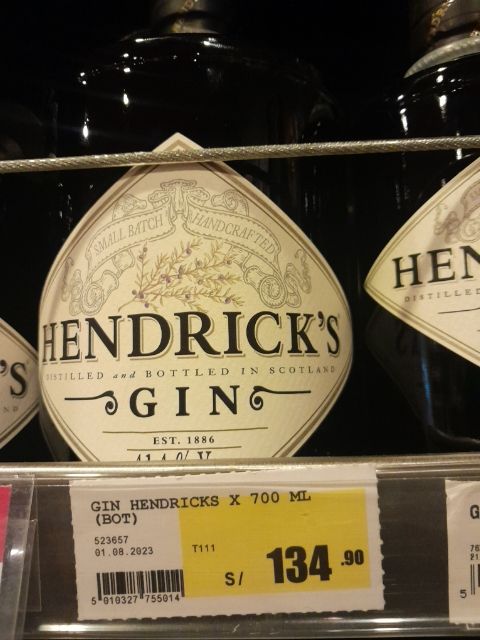 SMALL BATCH HANDCRAFTED
HENDRICK'S
DISTILLED and BOTTLED IN SCOTLAND
GIN
EST. 1886
HEN
DISTILLED
'S
GIN HENDRICKS X 700 ML
(BOT)
523657
01.08.2023
T111
S/ 134.90
5 010327 755014
G
5